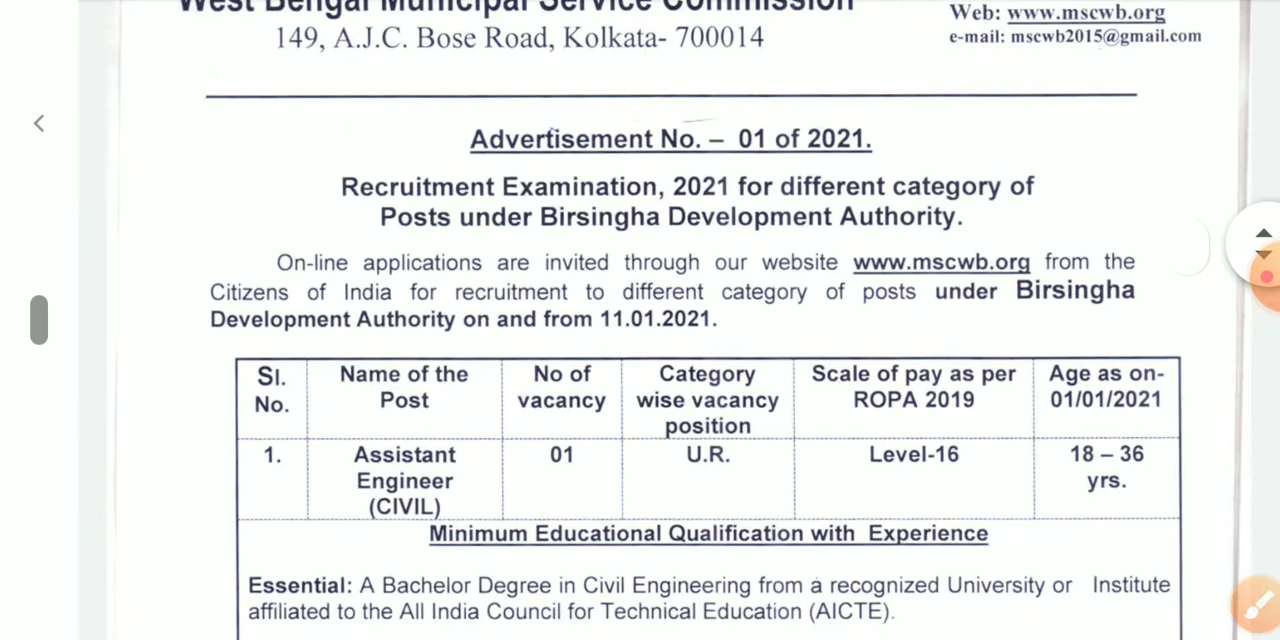 West Bengal Municipal Service Commission
Web: www.mscwb.org
149, A.J.C. Bose Road, Kolkata- 700014
e-mail: mscwb2015@gmail.com
Advertisement No. – 01 of 2021.
Recruitment Examination, 2021 for different category of
Posts under Birsingha Development Authority.
On-line applications are invited through our website www.mscwb.org from the
Citizens of India for recruitment to different category of posts under Birsingha
Development Authority on and from 11.01.2021.
Sl. No.
Name of the Post
No of vacancy
Category wise vacancy position
Scale of pay as per ROPA 2019
Age as on- 01/01/2021
1.
Assistant Engineer (CIVIL)
01
U.R.
Level-16
18 – 36 yrs.
Minimum Educational Qualification with Experience
Essential: A Bachelor Degree in Civil Engineering from a recognized University or Institute
affiliated to the All India Council for Technical Education (AICTE).